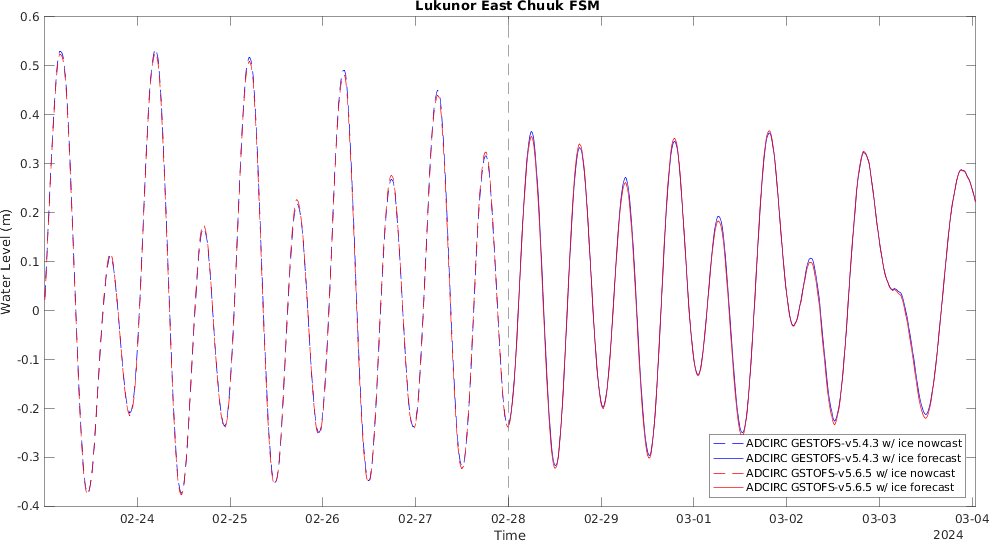 Lukunor East Chuuk FSM
0.6
0.5
0.4
0.3
0.2
0.1
0
-0.1
-0.2
-0.3
-0.4
Water Level (m)
ADCIRC GESTOFS-v5.4.3 w/ ice nowcast
ADCIRC GESTOFS-v5.4.3 w/ ice forecast
ADCIRC GSTOFS-v5.6.5 w/ ice nowcast
ADCIRC GSTOFS-v5.6.5 w/ ice forecast
02-24 02-25 02-26 02-27 02-28 02-29 03-01 03-02 03-03 03-04
Time
2024